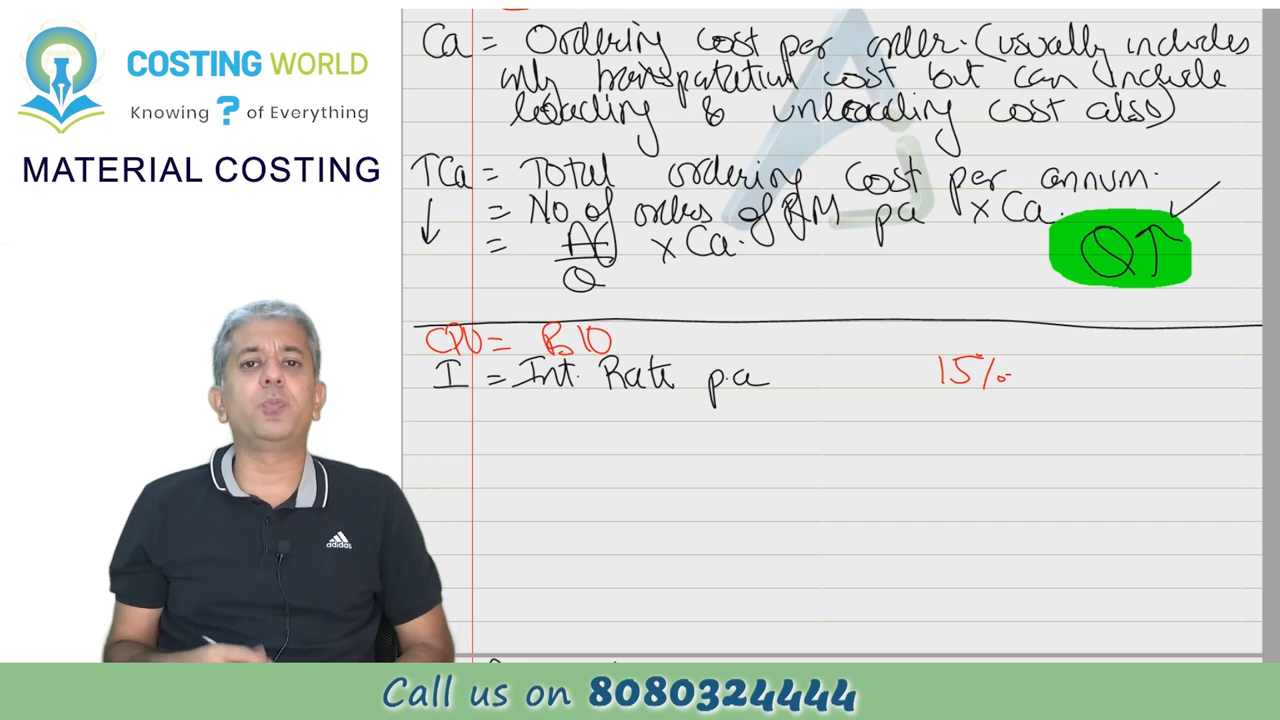 COSTING WORLD
Knowing ? of Everything
MATERIAL COSTING
Ca = Ordering cost per order. (usually includes
only transportation cost but can include
loading & unloading cost also)
TCa = Total ordering cost per annum.
↓ = No. of orders of RM pa × Ca.
= AC/Q × Ca.
Q↑
CPU = Rs 10
I = Int. Rate p.a 15%
adidas
Call us on 8080324444